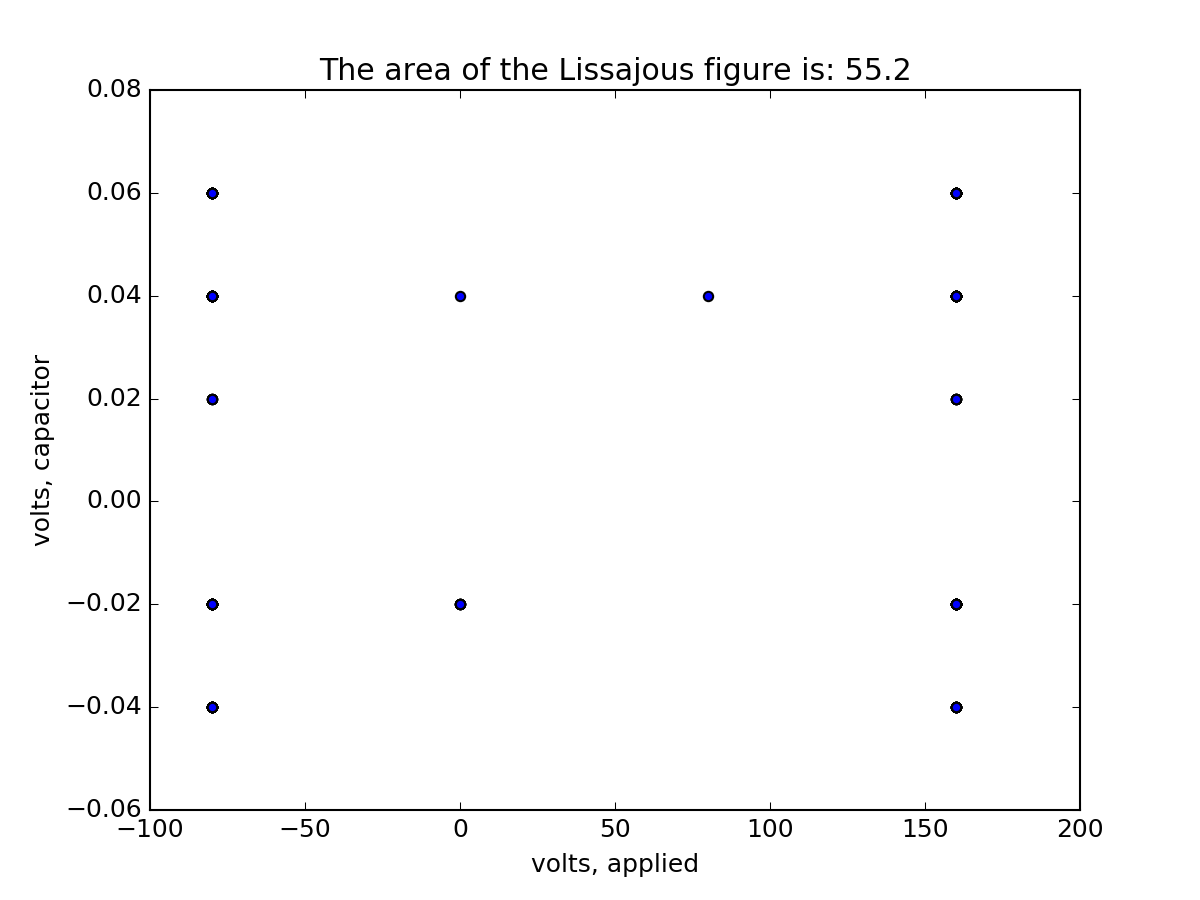 The area of the Lissajous figure is: 55.2
0.08
0.06
0.04
0.02
0.00
−0.02
−0.04
−0.06
volts, capacitor
−100 −50 0 50 100 150 200
volts, applied